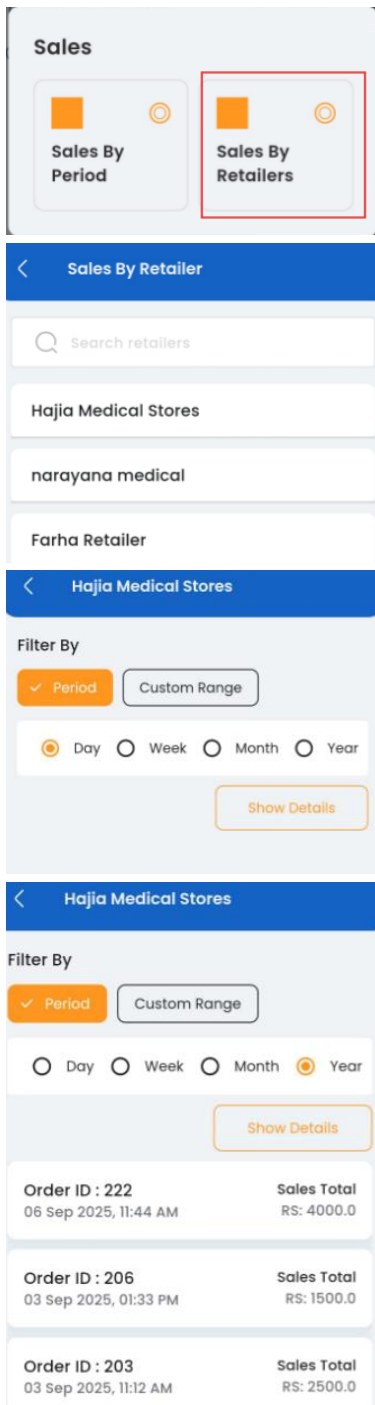 Sales
Sales By
Period
Sales By
Retailers
Sales By Retailer
Search retailers
Hajia Medical Stores
narayana medical
Farha Retailer
Hajia Medical Stores
Filter By
Period Custom Range
Day Week Month Year
Show Details
Hajia Medical Stores
Filter By
Period Custom Range
Day Week Month Year
Show Details
Order ID : 222 Sales Total
06 Sep 2025, 11:44 AM RS: 4000.0
Order ID : 206 Sales Total
03 Sep 2025, 01:33 PM RS: 1500.0
Order ID : 203 Sales Total
03 Sep 2025, 11:12 AM RS: 2500.0